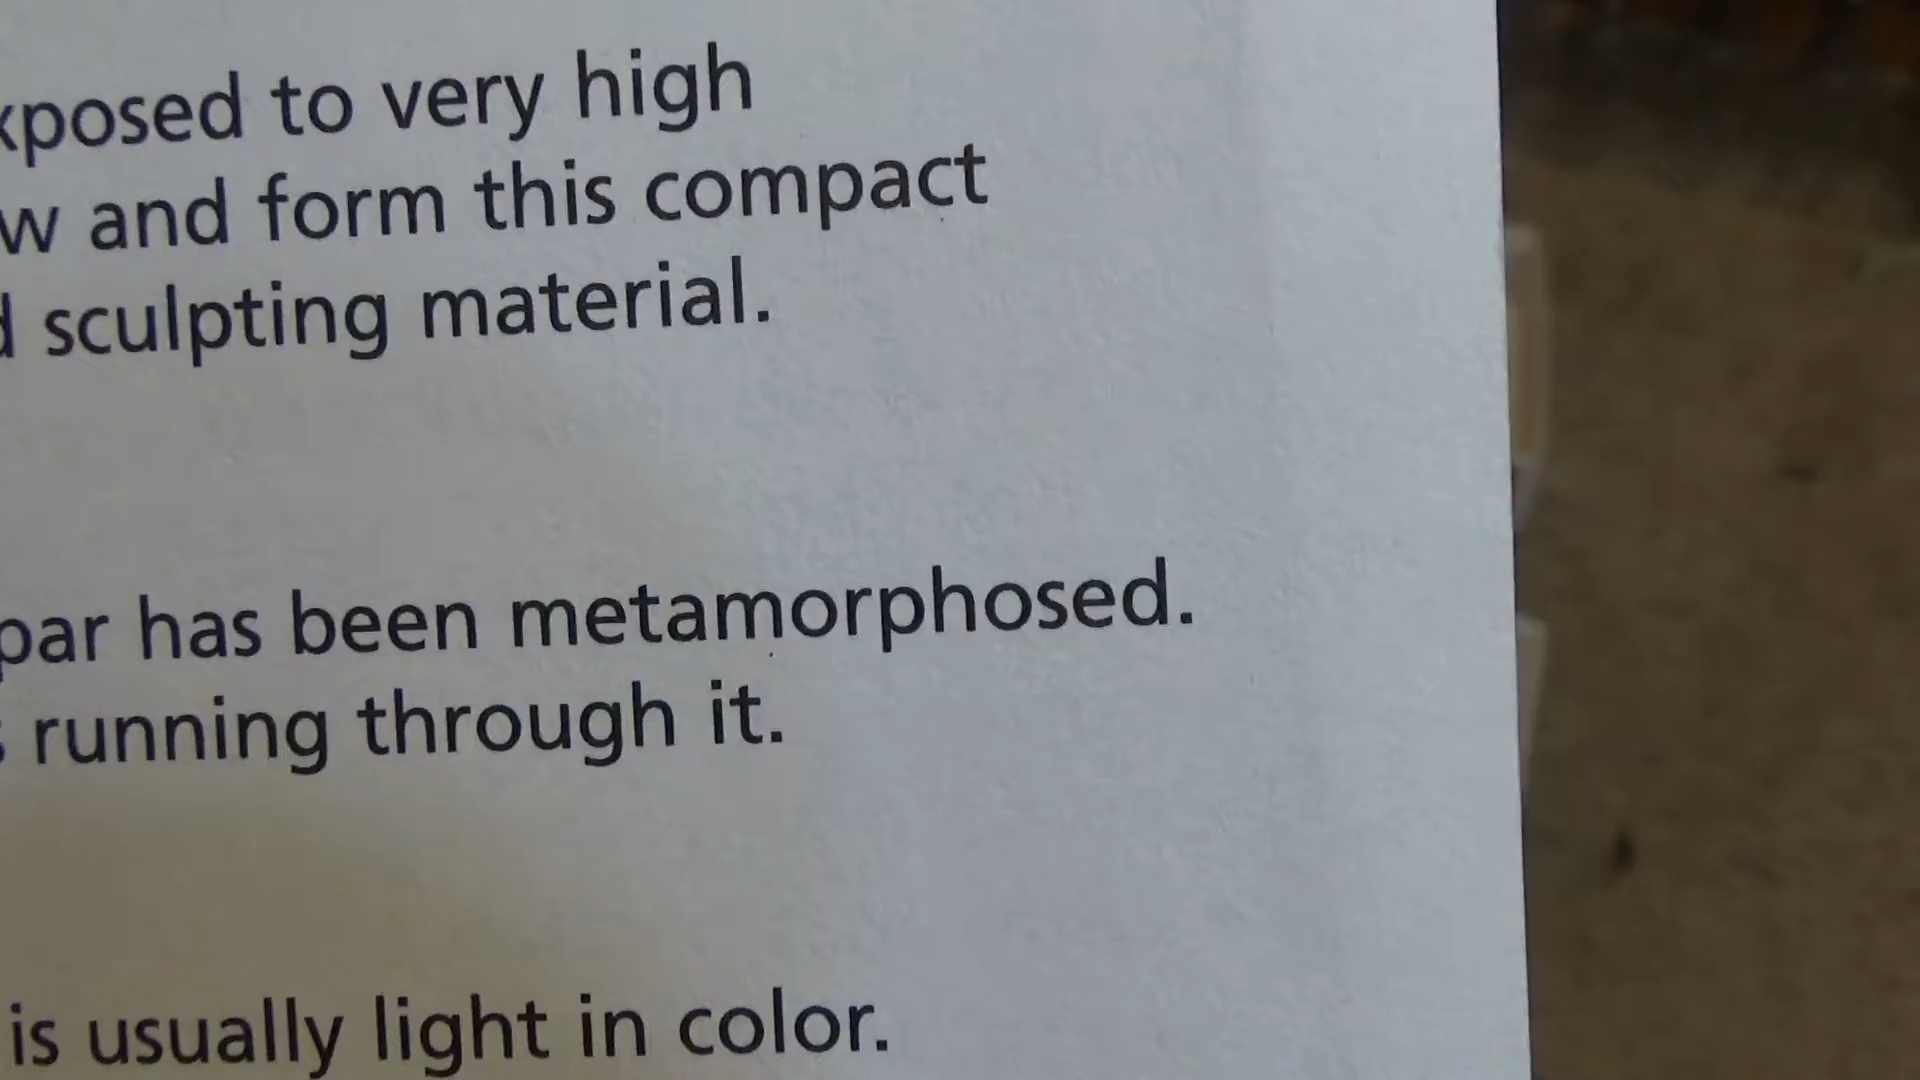 xposed to very high
w and form this compact
d sculpting material.
par has been metamorphosed.
s running through it.
is usually light in color.